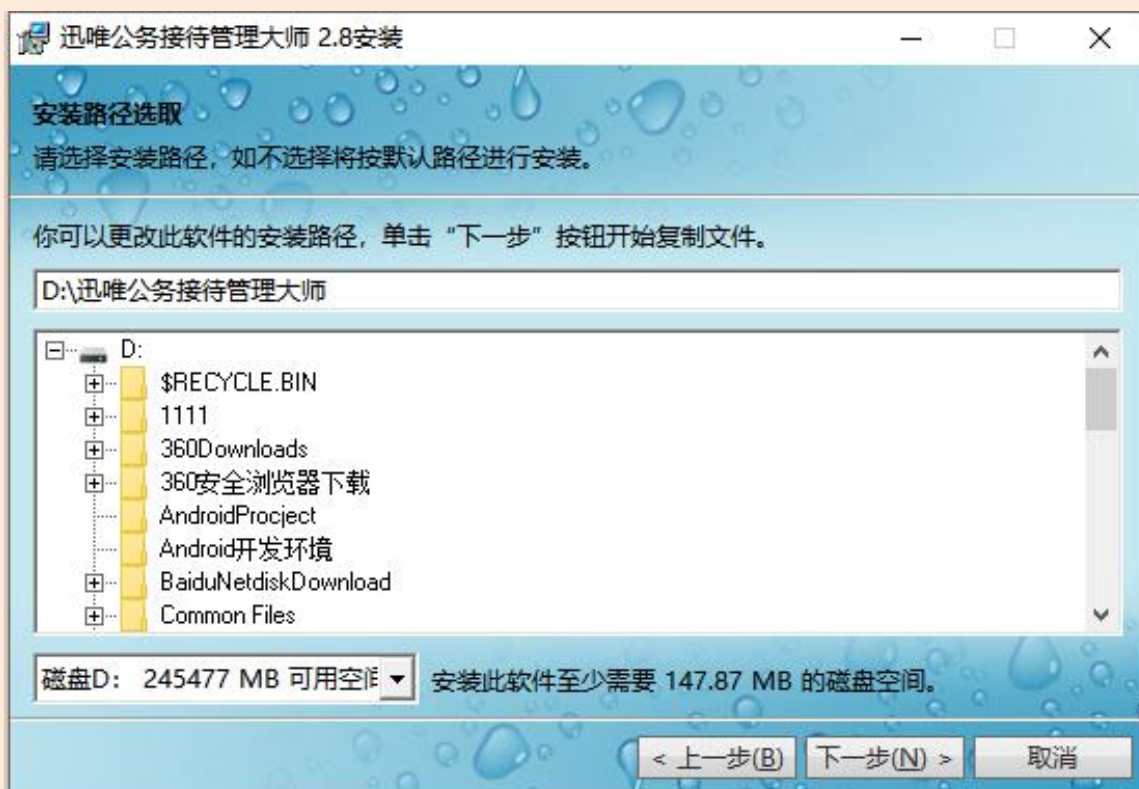 迅唯公务接待管理大师 2.8安装
安装路径选取
请选择安装路径，如不选择将按默认路径进行安装。
你可以更改此软件的安装路径，单击“下一步”按钮开始复制文件。
D:\迅唯公务接待管理大师
D:
$RECYCLE.BIN
1111
360Downloads
360安全浏览器下载
AndroidProcject
Android开发环境
BaiduNetdiskDownload
Common Files
磁盘D： 245477 MB 可用空间 安装此软件至少需要 147.87 MB 的磁盘空间。
< 上一步(B) 下一步(N) > 取消